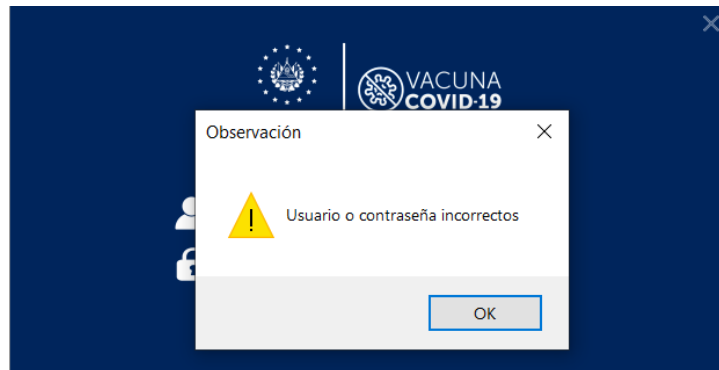 VACUNA
COVID-19
Observación
Usuario o contraseña incorrectos
OK